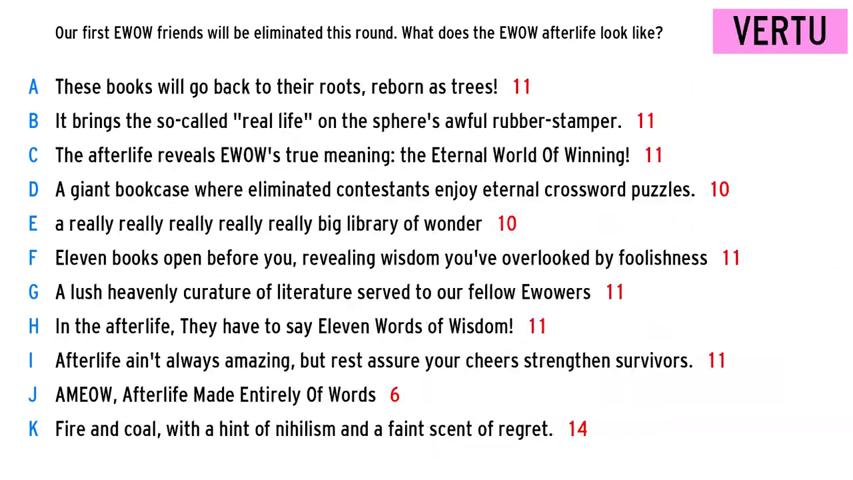 Our first EWOW friends will be eliminated this round. What does the EWOW afterlife look like?
VERTU
A These books will go back to their roots, reborn as trees! 11
B It brings the so-called "real life" on the sphere's awful rubber-stamper. 11
C The afterlife reveals EWOW's true meaning: the Eternal World Of Winning! 11
D A giant bookcase where eliminated contestants enjoy eternal crossword puzzles. 10
E a really really really really really big library of wonder 10
F Eleven books open before you, revealing wisdom you've overlooked by foolishness 11
G A lush heavenly curature of literature served to our fellow Ewowers 11
H In the afterlife, They have to say Eleven Words of Wisdom! 11
I Afterlife ain't always amazing, but rest assure your cheers strengthen survivors. 11
J AMEOW, Afterlife Made Entirely Of Words 6
K Fire and coal, with a hint of nihilism and a faint scent of regret. 14